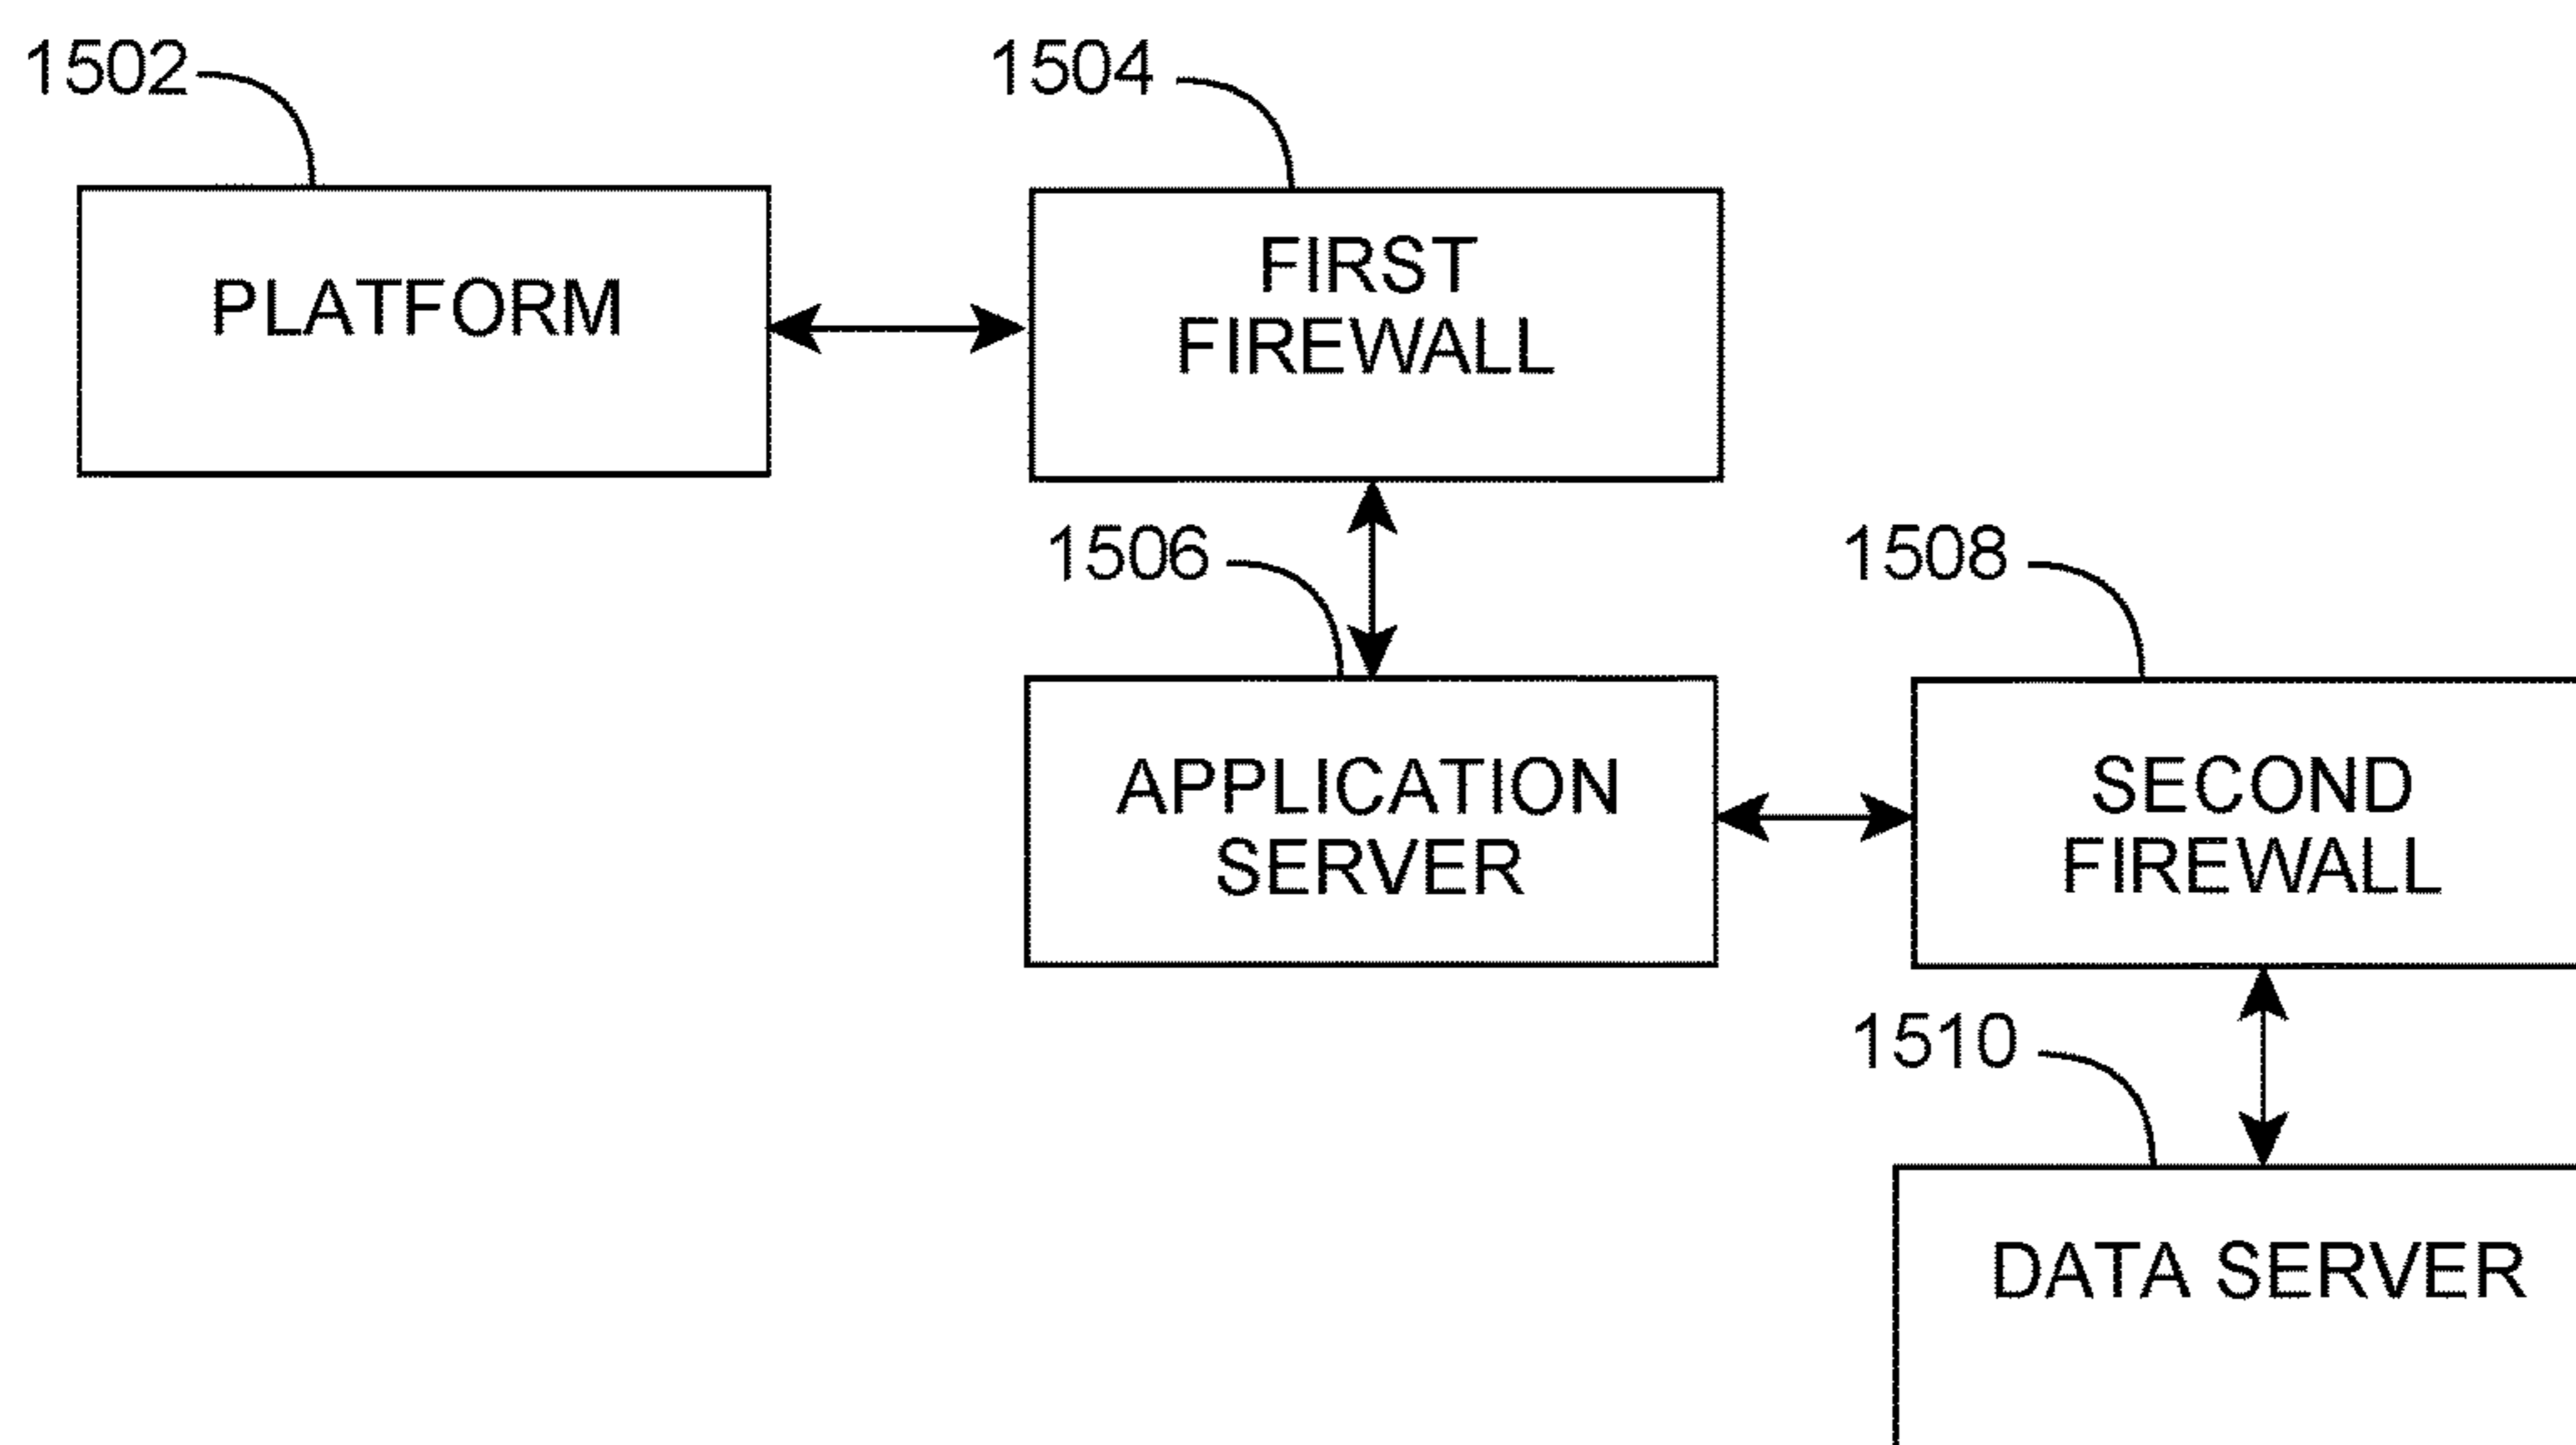 1502
1504
PLATFORM
FIRST
FIREWALL
1506
1508
APPLICATION
SERVER
SECOND
FIREWALL
1510
DATA SERVER